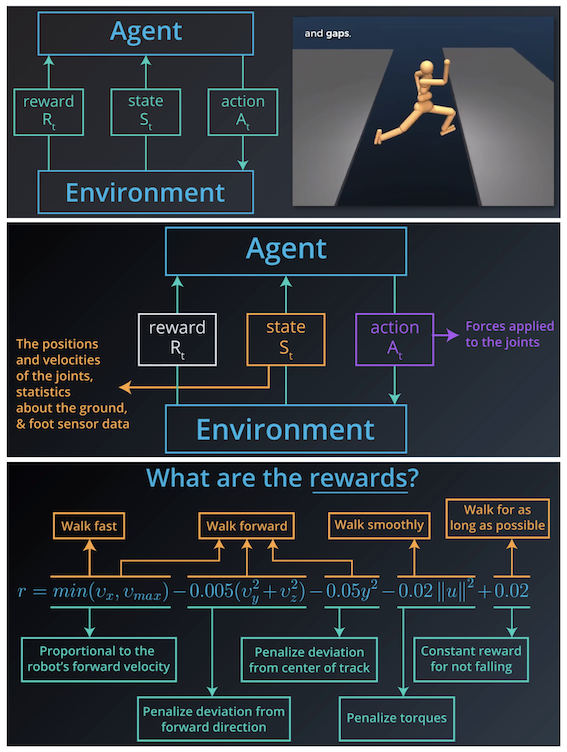 Agent
reward
R_t
state
S_t
action
A_t
Environment
and gaps.
Agent
reward
R_t
state
S_t
action
A_t
Forces applied
to the joints
The positions
and velocities
of the joints,
statistics
about the ground,
& foot sensor data
Environment
What are the rewards?
Walk fast
Walk forward
Walk smoothly
Walk for as
long as possible
r = min(v_x, v_max) − 0.005(v_y^2 + v_z^2) − 0.05y^2 − 0.02 ||u||^2 + 0.02
Proportional to the
robot's forward velocity
Penalize deviation
from center of track
Constant reward
for not falling
Penalize deviation from
forward direction
Penalize torques